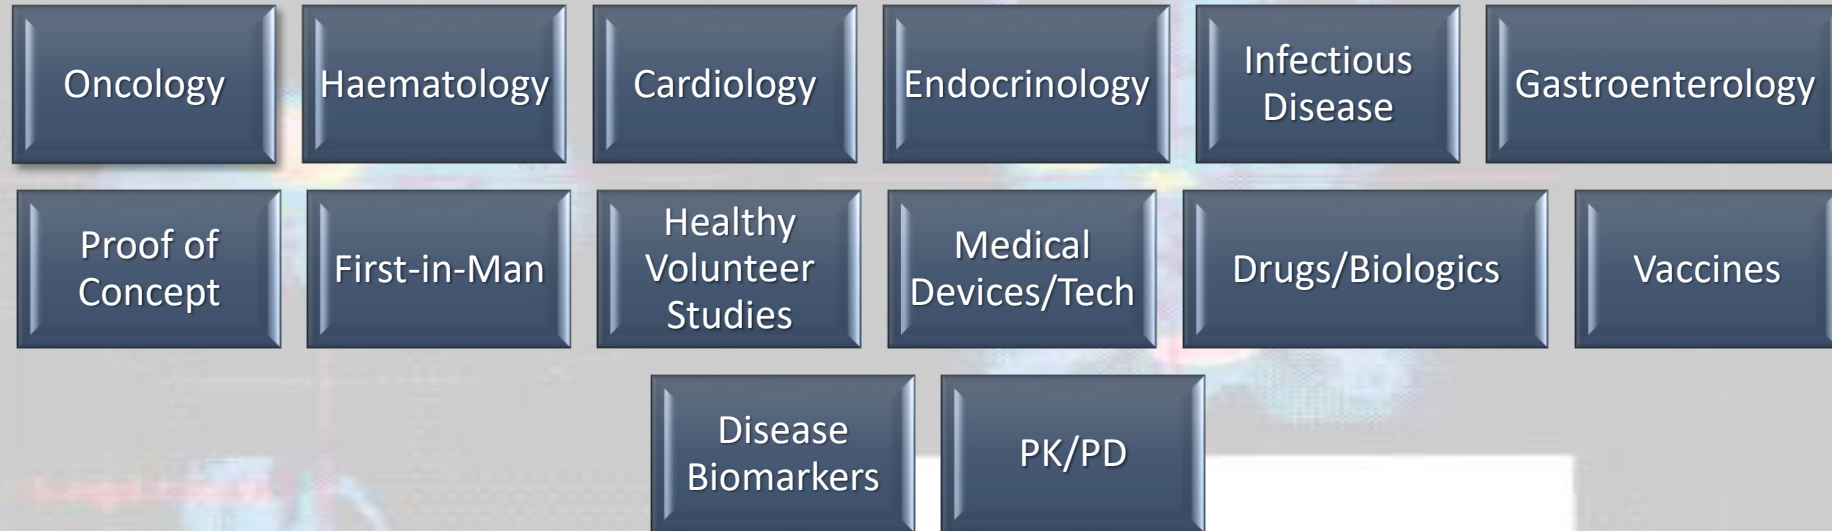 Oncology
Haematology
Cardiology
Endocrinology
Infectious
Disease
Gastroenterology
Proof of
Concept
First-in-Man
Healthy
Volunteer
Studies
Medical
Devices/Tech
Drugs/Biologics
Vaccines
Disease
Biomarkers
PK/PD